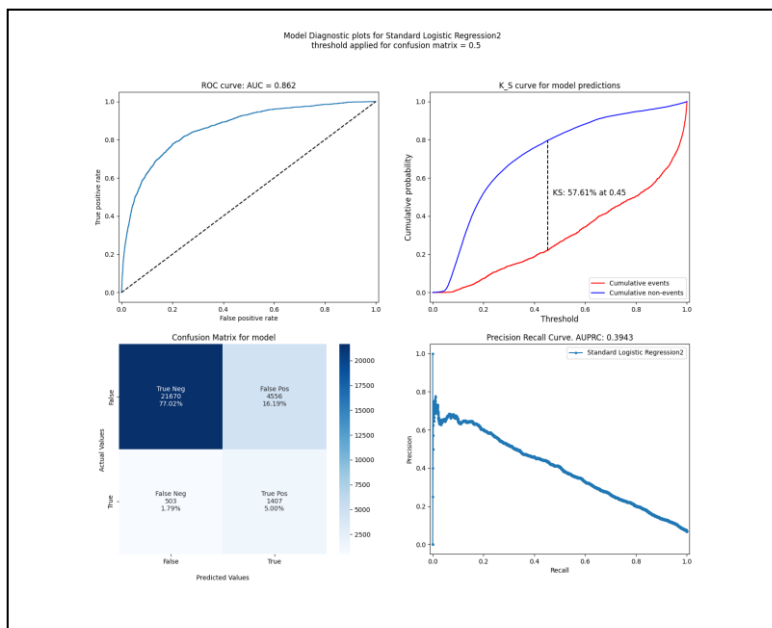 Model Diagnostic plots for Standard Logistic Regression2
threshold applied for confusion matrix = 0.5
ROC curve: AUC = 0.862
True positive rate
1.0
0.8
0.6
0.4
0.2
0.0
0.0 0.2 0.4 0.6 0.8 1.0
False positive rate
K_S curve for model predictions
Cumulative probability
1.0
0.8
0.6
0.4
0.2
0.0
KS: 57.61% at 0.45
Cumulative events
Cumulative non-events
0.0 0.2 0.4 0.6 0.8 1.0
Threshold
Confusion Matrix for model
Actual Values
False
True
True Neg
21670
77.02%
False Pos
4556
16.19%
False Neg
503
1.79%
True Pos
1407
5.00%
False True
Predicted Values
20000
17500
15000
12500
10000
7500
5000
2500
Precision Recall Curve. AUPRC: 0.3943
Standard Logistic Regression2
Precision
1.0
0.8
0.6
0.4
0.2
0.0
0.0 0.2 0.4 0.6 0.8 1.0
Recall